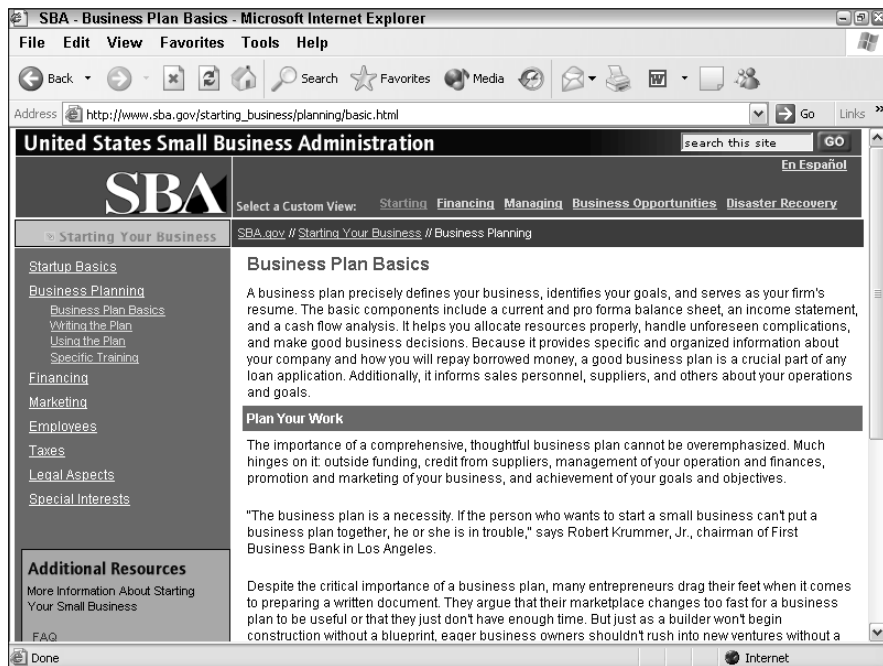 SBA - Business Plan Basics - Microsoft Internet Explorer
File Edit View Favorites Tools Help
Back Search Favorites Media
Address http://www.sba.gov/starting_business/planning/basic.html Go Links »
United States Small Business Administration search this site GO
En Español
SBA Select a Custom View: Starting Financing Managing Business Opportunities Disaster Recovery
Starting Your Business SBA.gov // Starting Your Business // Business Planning
Startup Basics
Business Planning
Business Plan Basics
Writing the Plan
Using the Plan
Specific Training
Financing
Marketing
Employees
Taxes
Legal Aspects
Special Interests
Additional Resources
More Information About Starting
Your Small Business
FAQ
Business Plan Basics
A business plan precisely defines your business, identifies your goals, and serves as your firm's
resume. The basic components include a current and pro forma balance sheet, an income statement,
and a cash flow analysis. It helps you allocate resources properly, handle unforeseen complications,
and make good business decisions. Because it provides specific and organized information about
your company and how you will repay borrowed money, a good business plan is a crucial part of any
loan application. Additionally, it informs sales personnel, suppliers, and others about your operations
and goals.
Plan Your Work
The importance of a comprehensive, thoughtful business plan cannot be overemphasized. Much
hinges on it: outside funding, credit from suppliers, management of your operation and finances,
promotion and marketing of your business, and achievement of your goals and objectives.
"The business plan is a necessity. If the person who wants to start a small business can't put a
business plan together, he or she is in trouble," says Robert Krummer, Jr., chairman of First
Business Bank in Los Angeles.
Despite the critical importance of a business plan, many entrepreneurs drag their feet when it comes
to preparing a written document. They argue that their marketplace changes too fast for a business
plan to be useful or that they just don't have enough time. But just as a builder won't begin
construction without a blueprint, eager business owners shouldn't rush into new ventures without a
Done Internet